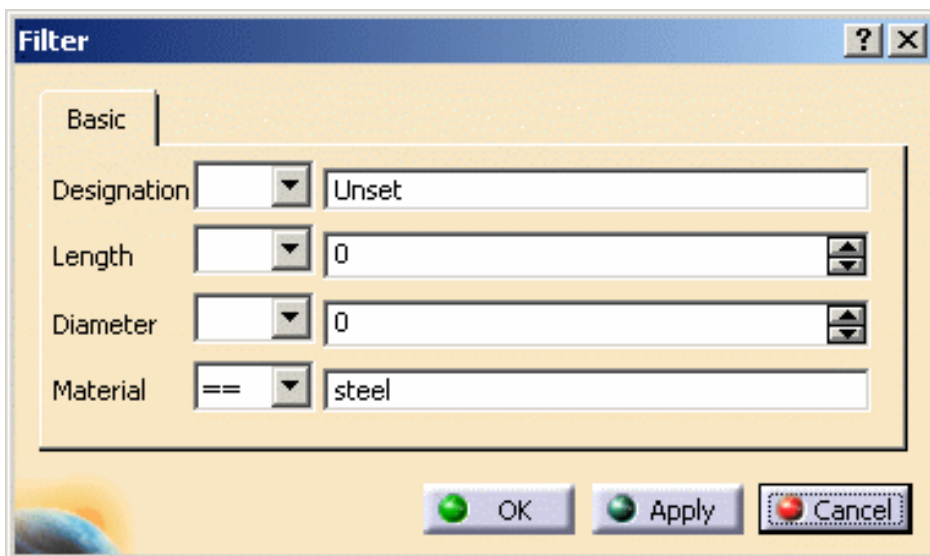 Filter
Basic
Designation Unset
Length 0
Diameter 0
Material == steel
OK Apply Cancel